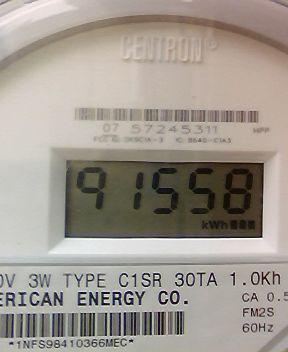 CENTRON®
07 57245311 HPP
91558
kWh
0V 3W TYPE C1SR 30TA 1.0Kh
ERICAN ENERGY CO. CA 0.5
FM2S
60Hz
*1NFS98410366MEC*